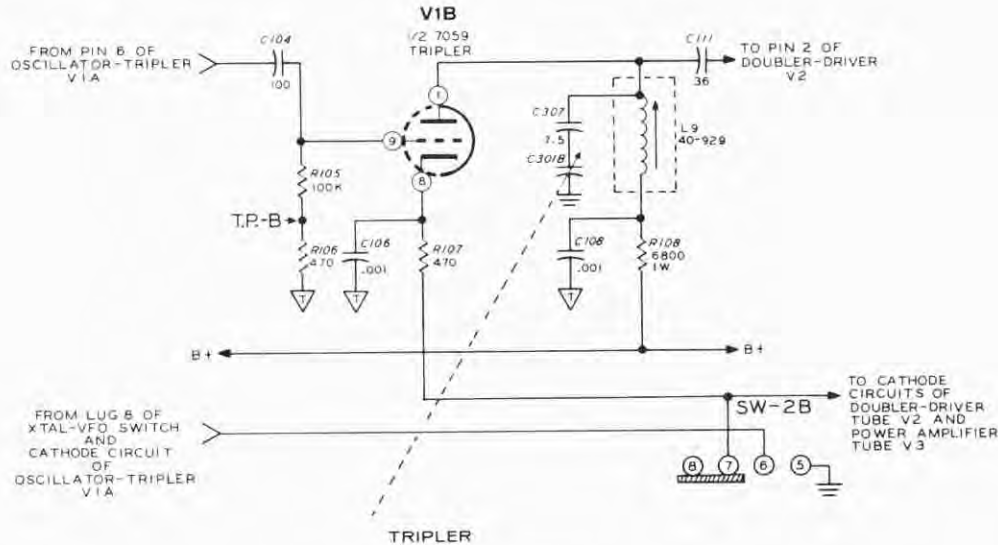 V1B
1/2 7059
TRIPLER
FROM PIN 6 OF
OSCILLATOR-TRIPLER
V1A
C104
100
1
9
8
R105
100K
T.P.-B
R106
470
T
C106
.001
T
R107
470
C111
36
TO PIN 2 OF
DOUBLER-DRIVER
V2
C307
7.5
C301B
L9
40-929
C108
.001
T
R108
6800
1W
B+
B+
FROM LUG 8 OF
XTAL-VFO SWITCH
AND
CATHODE CIRCUIT
OF
OSCILLATOR-TRIPLER
V1A
SW-2B
TO CATHODE
CIRCUITS OF
DOUBLER-DRIVER
TUBE V2 AND
POWER AMPLIFIER
TUBE V3
8 7 6 5
TRIPLER